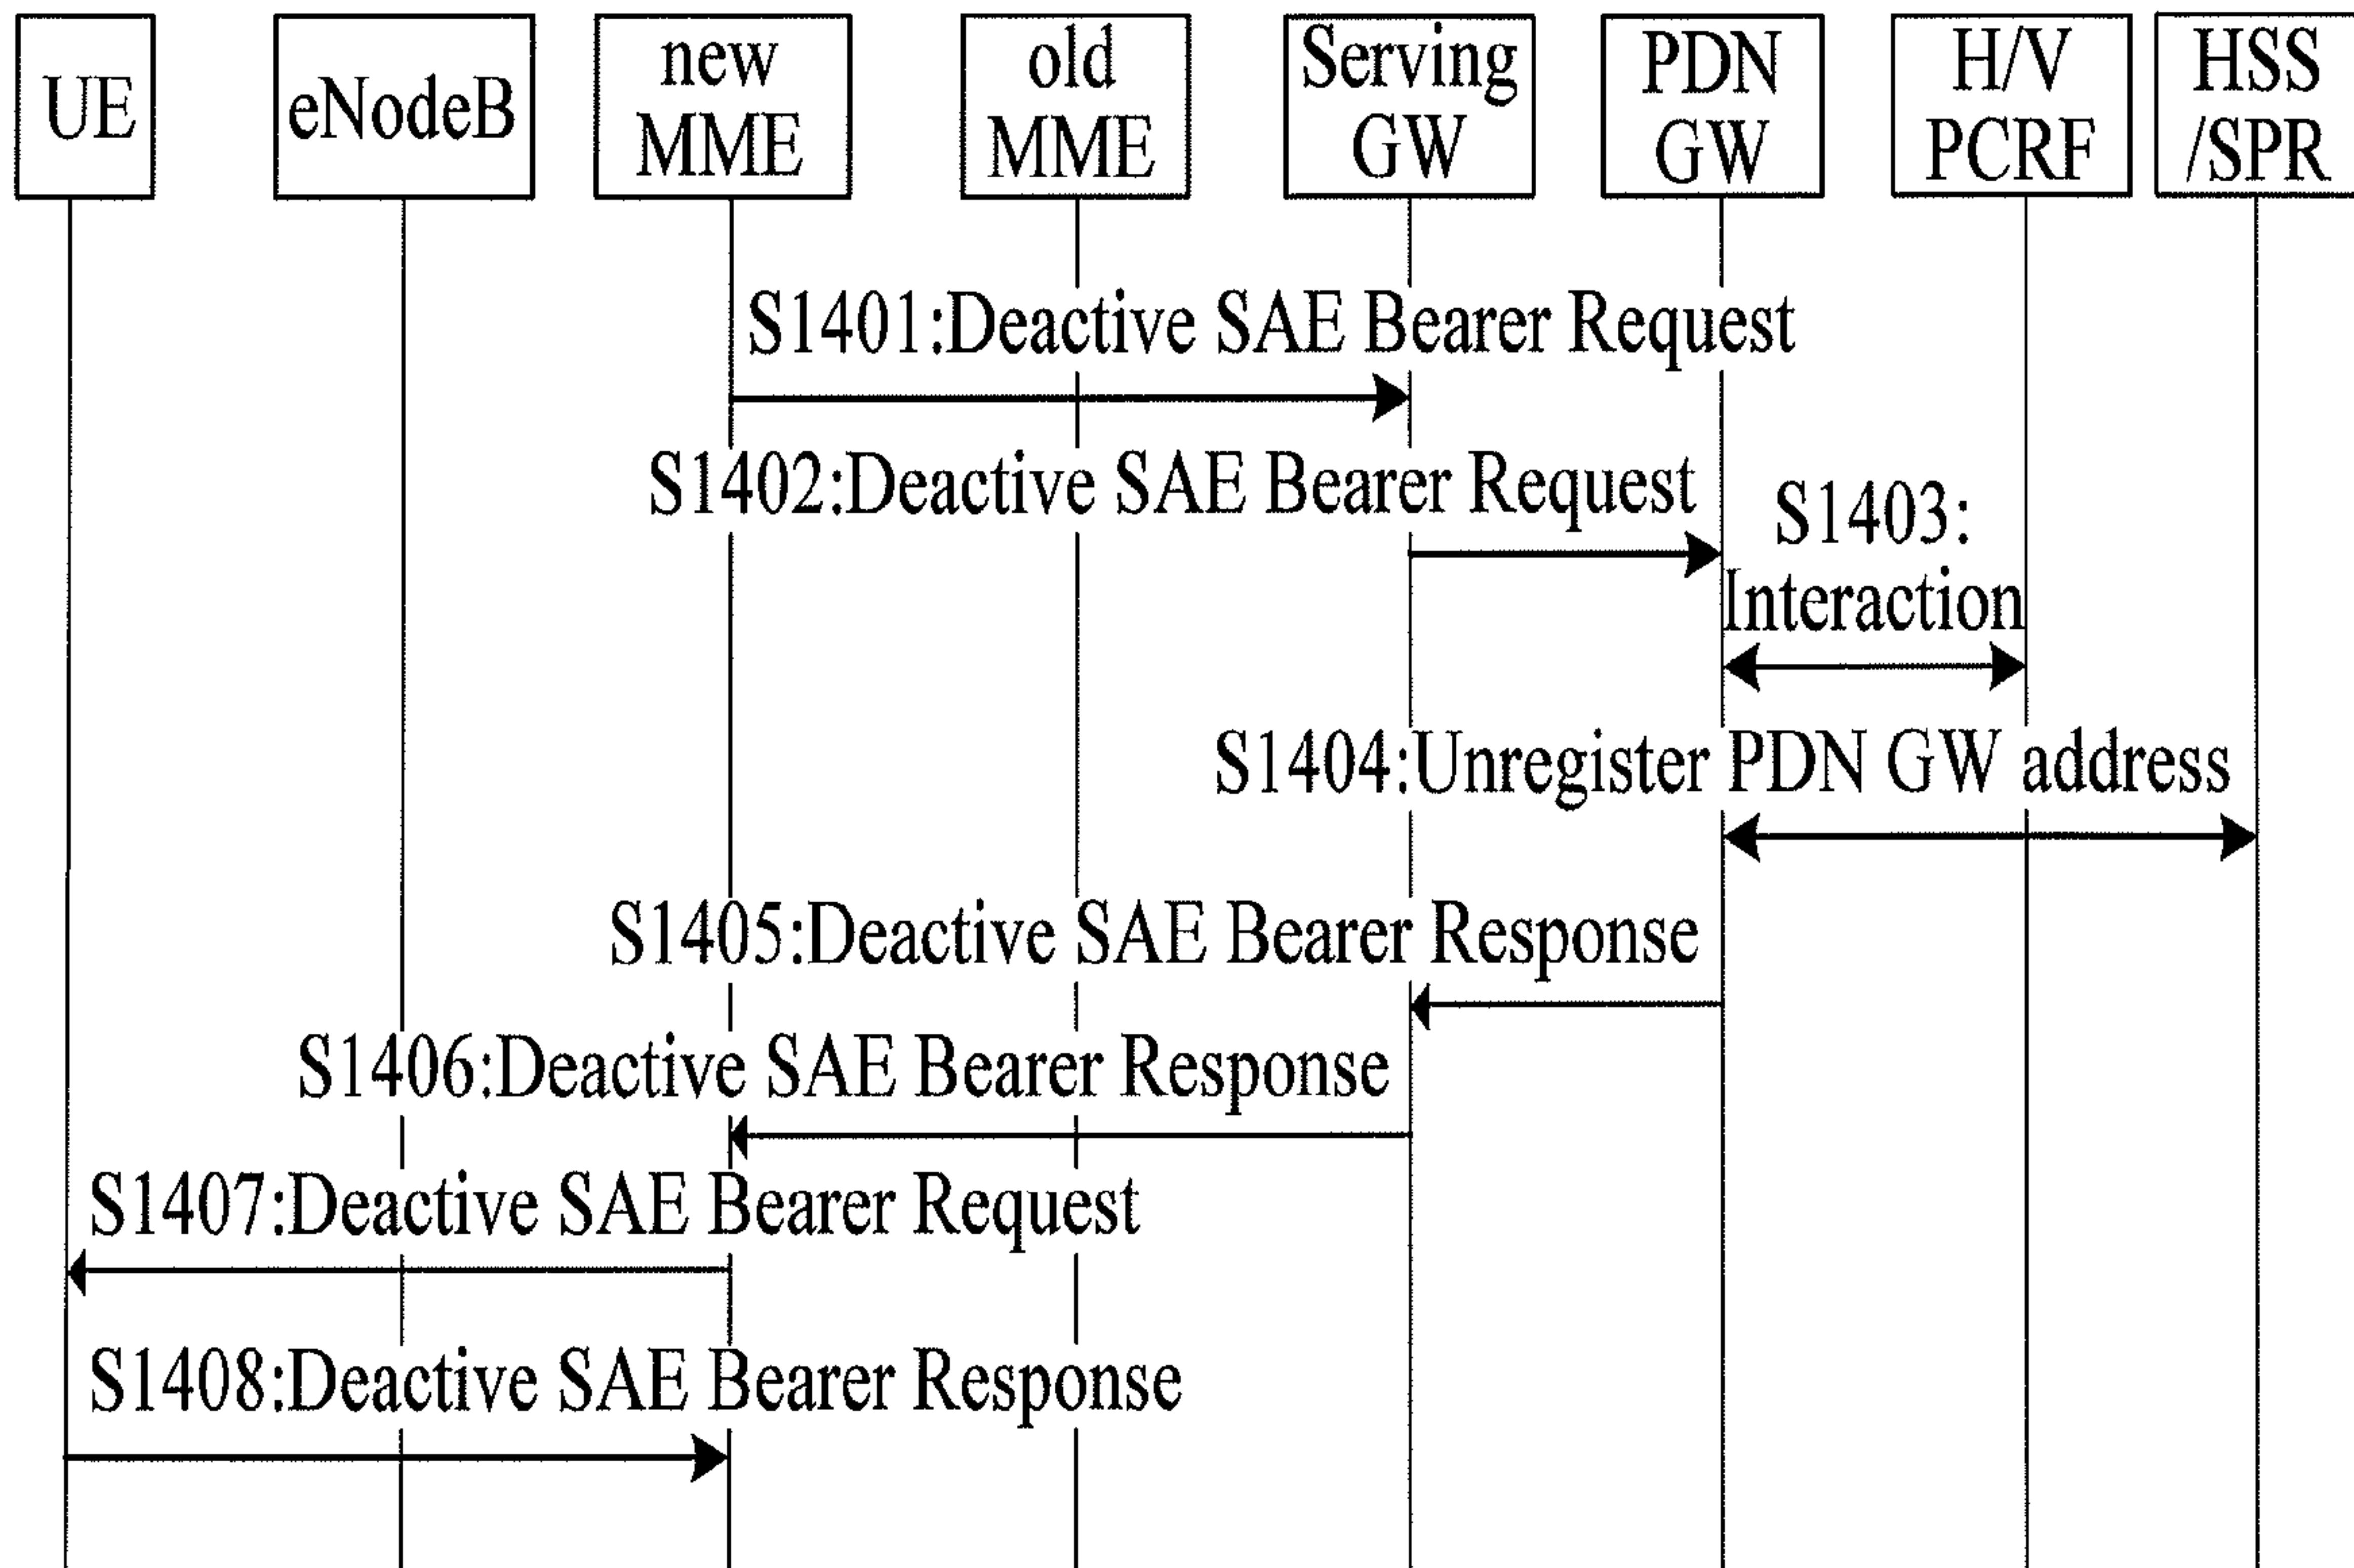 UE
eNodeB
new
MME
old
MME
Serving
GW
PDN
GW
H/V
PCRF
HSS
/SPR
S1401:Deactive SAE Bearer Request
S1402:Deactive SAE Bearer Request
S1403:
Interaction
S1404:Unregister PDN GW address
S1405:Deactive SAE Bearer Response
S1406:Deactive SAE Bearer Response
S1407:Deactive SAE Bearer Request
S1408:Deactive SAE Bearer Response